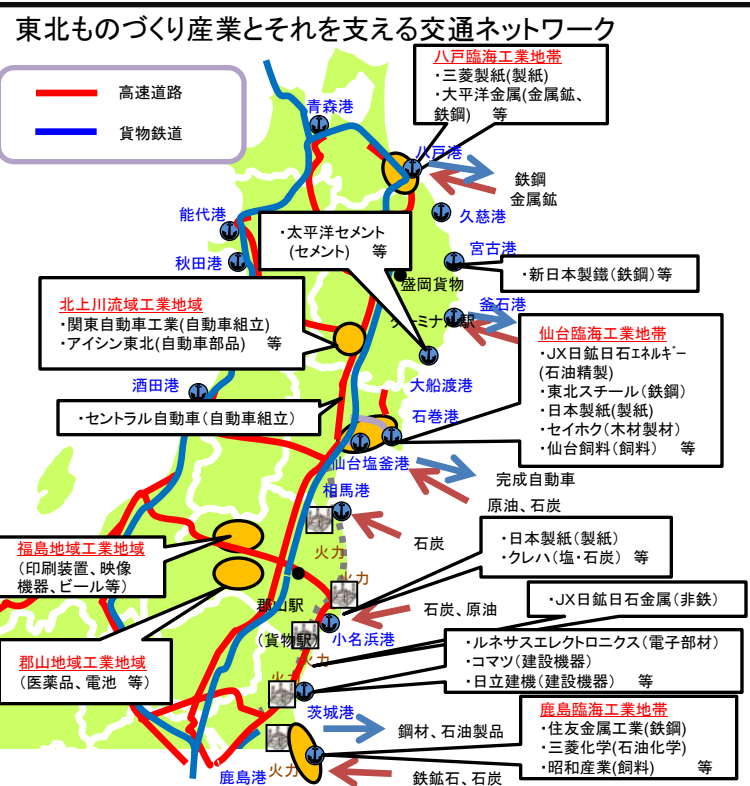 東北ものづくり産業とそれを支える交通ネットワーク
高速道路
貨物鉄道
八戸臨海工業地帯
・三菱製紙(製紙)
・大平洋金属(金属鉱、
鉄鋼) 等
青森港
八戸港
鉄鋼
金属鉱
能代港
久慈港
・太平洋セメント
(セメント) 等
秋田港
宮古港
盛岡貨物
ターミナル駅
・新日本製鐵(鉄鋼)等
北上川流域工業地域
・関東自動車工業(自動車組立)
・アイシン東北(自動車部品) 等
釜石港
仙台臨海工業地帯
・JX日鉱日石エネルギー
(石油精製)
・東北スチール(鉄鋼)
・日本製紙(製紙)
・セイホク(木材製材)
・仙台飼料(飼料) 等
大船渡港
酒田港
・セントラル自動車(自動車組立)
石巻港
仙台塩釜港
完成自動車
原油、石炭
相馬港
石炭
火力
福島地域工業地域
(印刷装置、映像
機器、ビール等)
・日本製紙(製紙)
・クレハ(塩・石炭) 等
火力
郡山駅
(貨物駅)
石炭、原油
・JX日鉱日石金属(非鉄)
小名浜港
火力
郡山地域工業地域
(医薬品、電池 等)
・ルネサスエレクトロニクス(電子部材)
・コマツ(建設機器)
・日立建機(建設機器) 等
火力
茨城港
鋼材、石油製品
鹿島臨海工業地帯
・住友金属工業(鉄鋼)
・三菱化学(石油化学)
・昭和産業(飼料) 等
鹿島港
火力
鉄鉱石、石炭